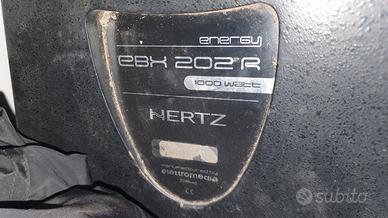 energy
EBX 202 R
1000 watt
HERTZ
elettromedia
subito